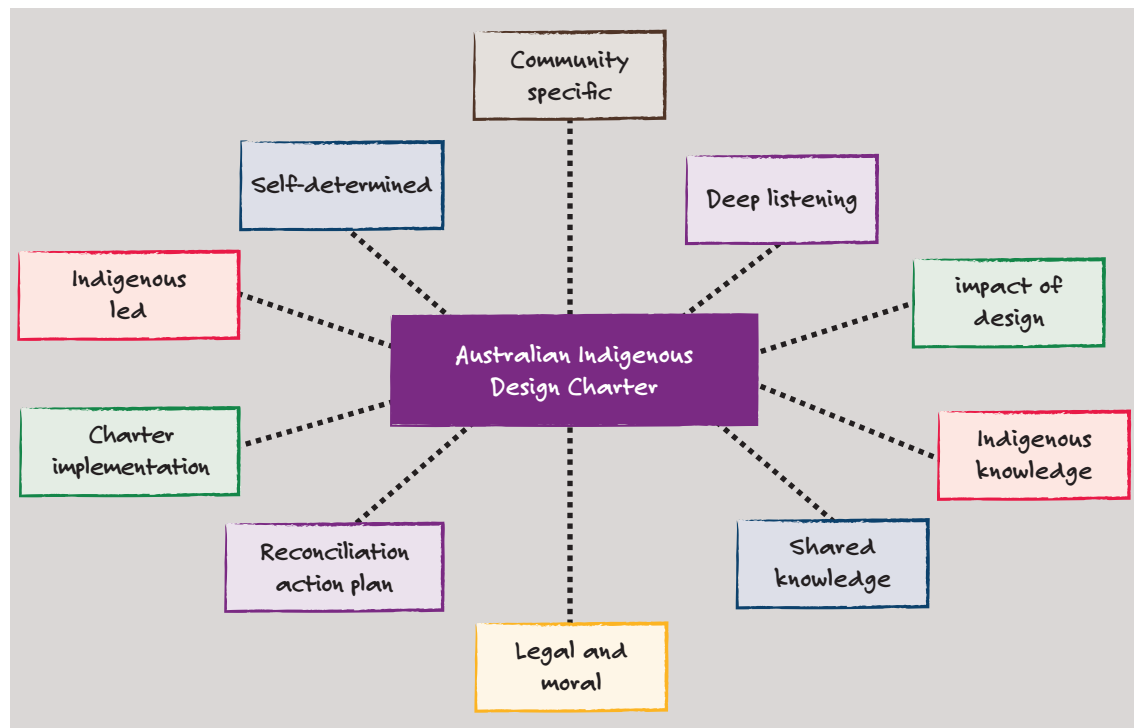 Community
specific
Self-determined
Deep listening
Indigenous
led
impact of
design
Australian Indigenous
Design Charter
Charter
implementation
Indigenous
knowledge
Reconciliation
action plan
Shared
knowledge
Legal and
moral